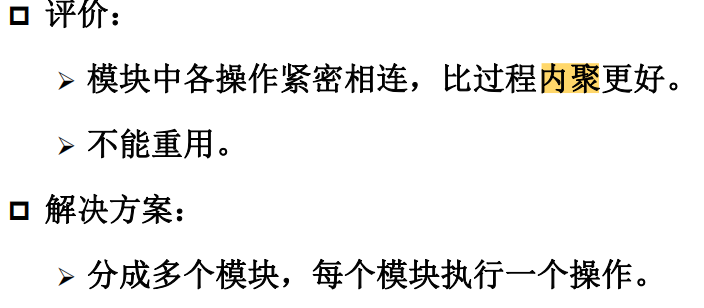 评价：
模块中各操作紧密相连，比过程内聚更好。
不能重用。
解决方案：
分成多个模块，每个模块执行一个操作。